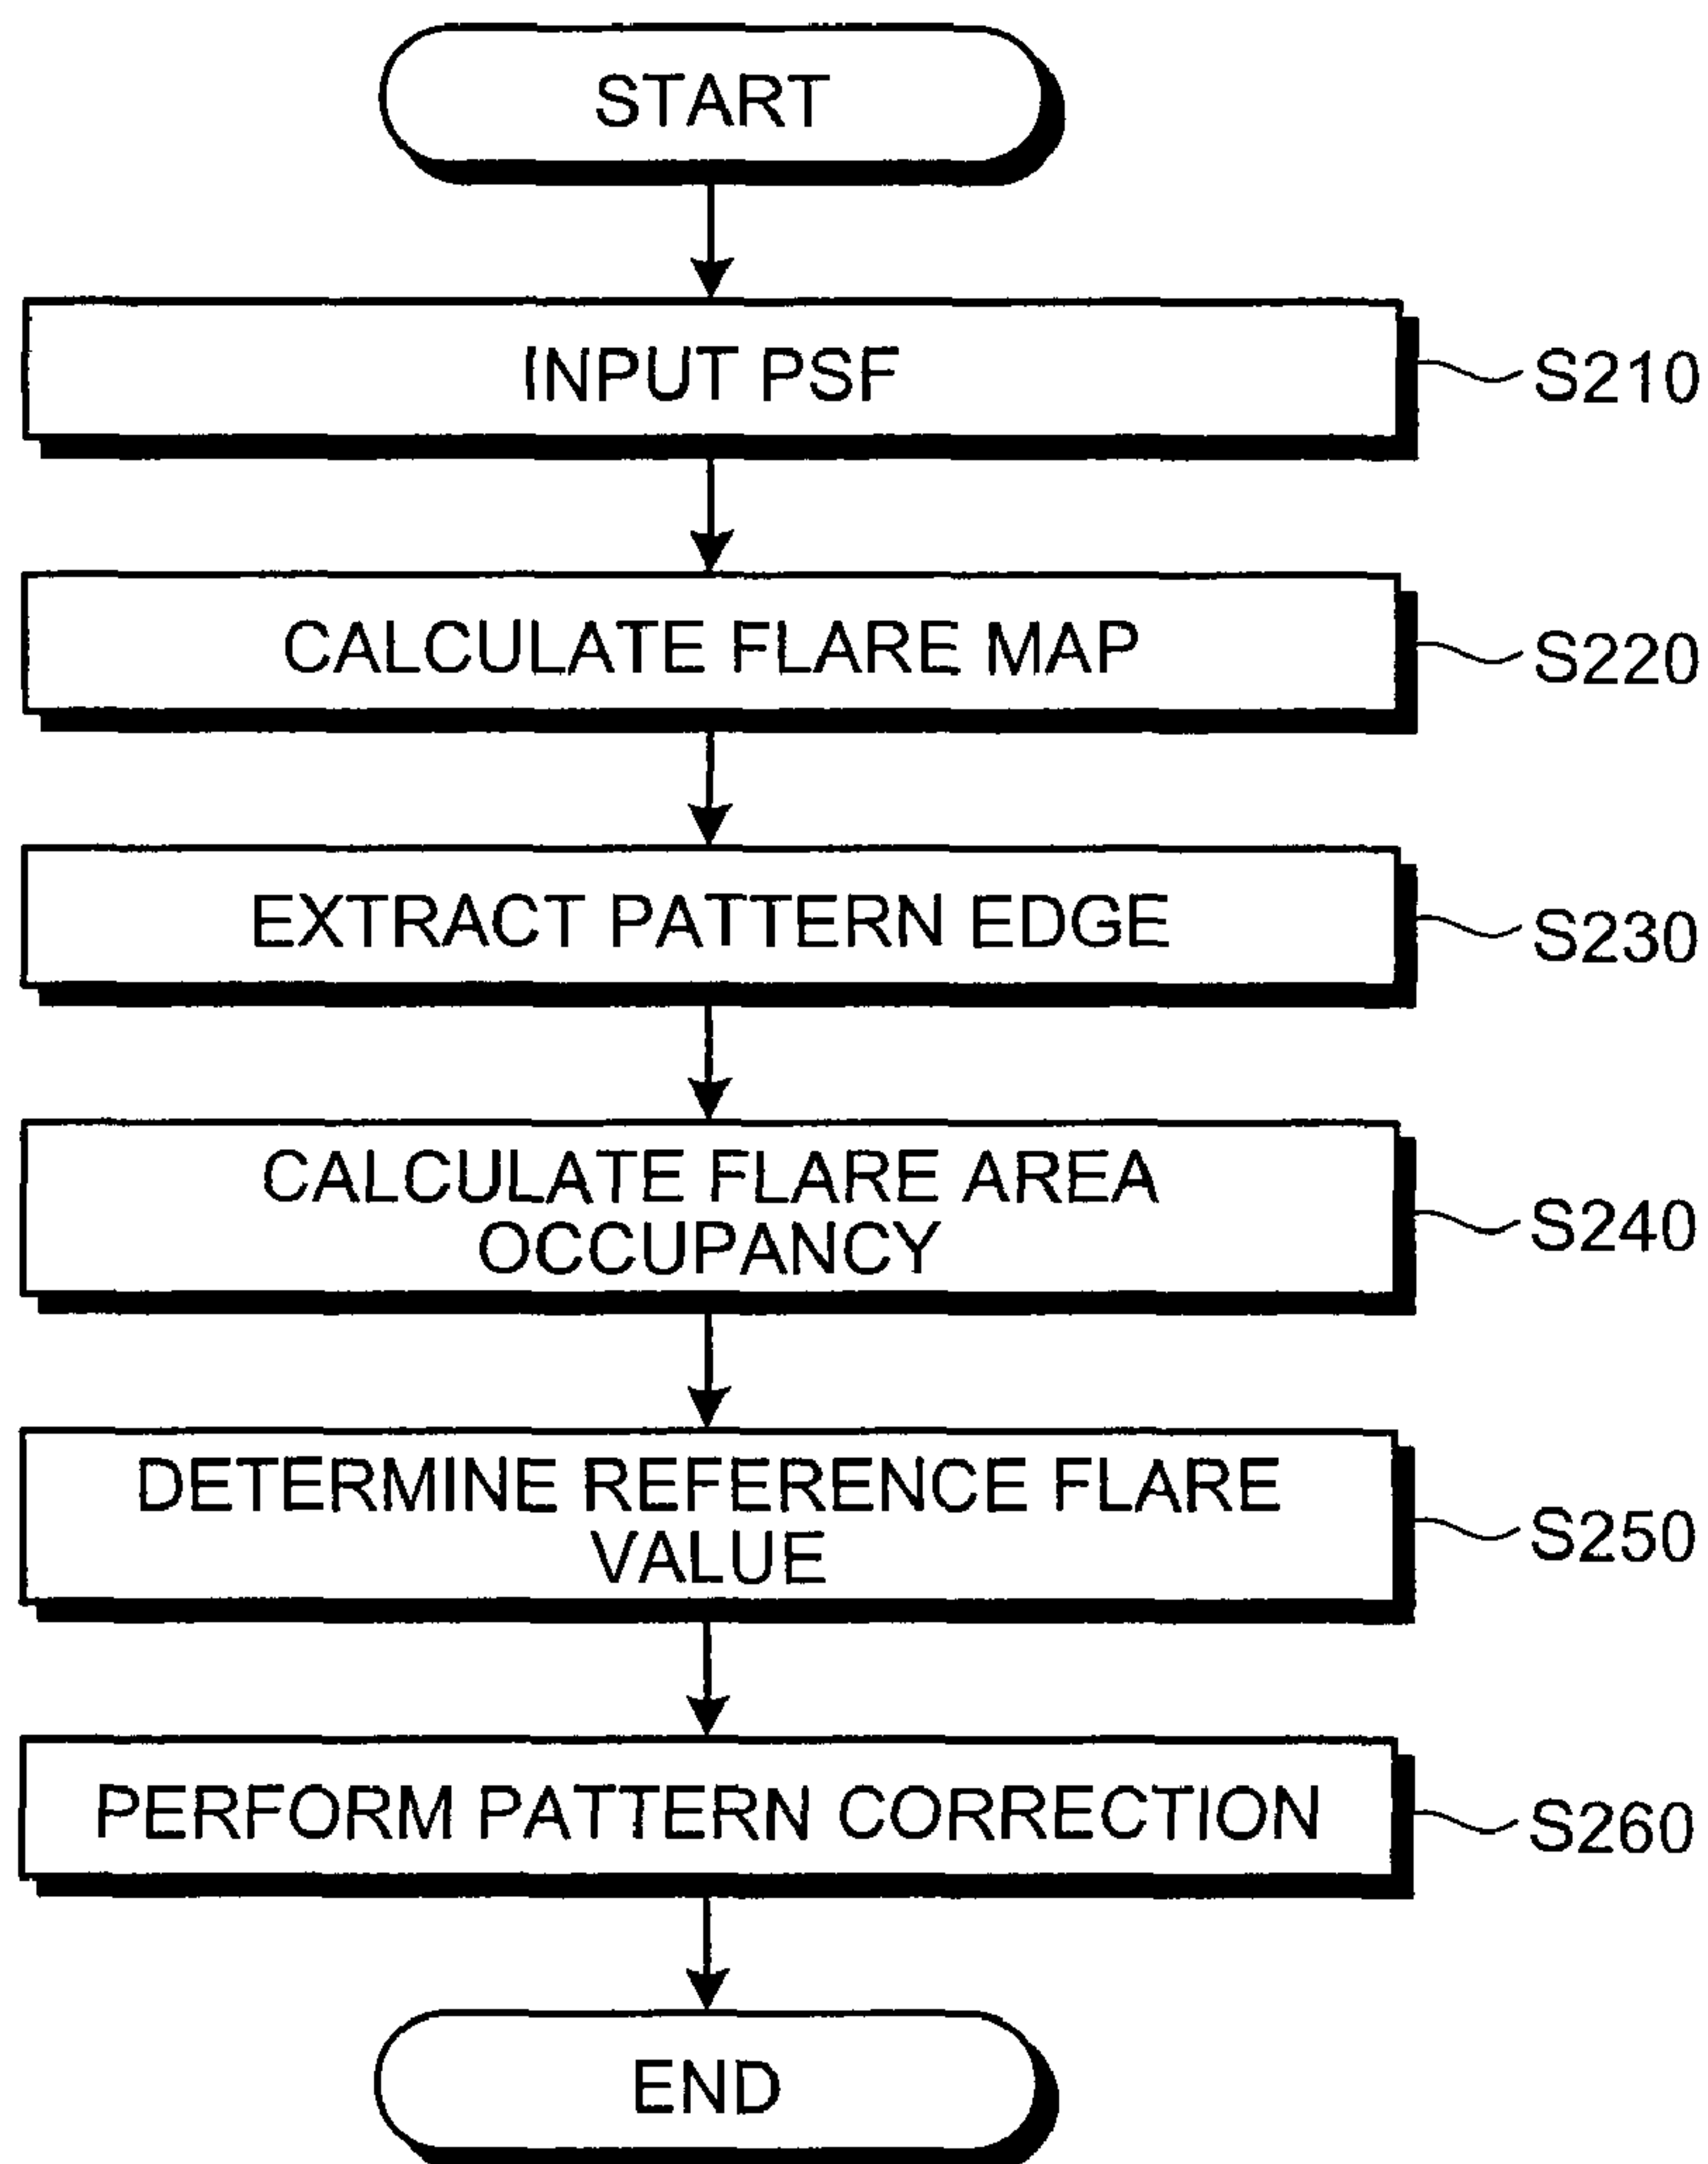 START
INPUT PSF
S210
CALCULATE FLARE MAP
S220
EXTRACT PATTERN EDGE
S230
CALCULATE FLARE AREA
OCCUPANCY
S240
DETERMINE REFERENCE FLARE
VALUE
S250
PERFORM PATTERN CORRECTION
S260
END